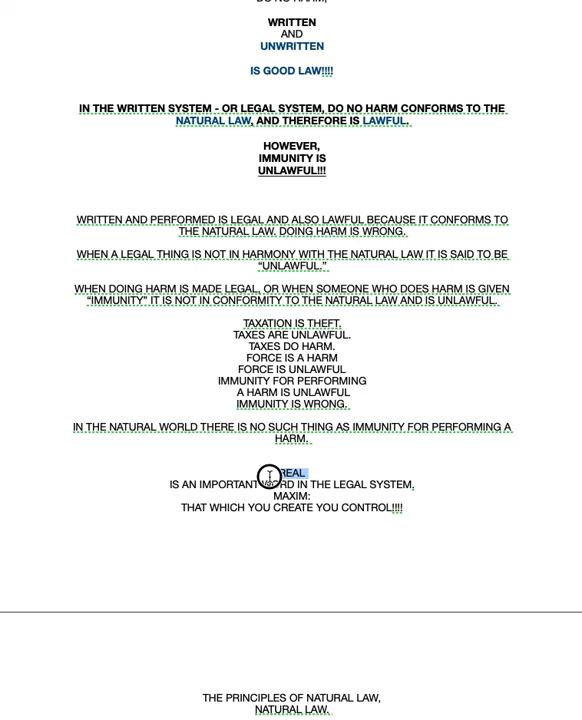 DO NO HARM,
WRITTEN
AND
UNWRITTEN
IS GOOD LAW!!!!
IN THE WRITTEN SYSTEM - OR LEGAL SYSTEM, DO NO HARM CONFORMS TO THE
NATURAL LAW, AND THEREFORE IS LAWFUL.
HOWEVER,
IMMUNITY IS
UNLAWFUL!!!
WRITTEN AND PERFORMED IS LEGAL AND ALSO LAWFUL BECAUSE IT CONFORMS TO
THE NATURAL LAW. DOING HARM IS WRONG.
WHEN A LEGAL THING IS NOT IN HARMONY WITH THE NATURAL LAW IT IS SAID TO BE
“UNLAWFUL.”
WHEN DOING HARM IS MADE LEGAL, OR WHEN SOMEONE WHO DOES HARM IS GIVEN
“IMMUNITY” IT IS NOT IN CONFORMITY TO THE NATURAL LAW AND IS UNLAWFUL.
TAXATION IS THEFT.
TAXES ARE UNLAWFUL.
TAXES DO HARM.
FORCE IS A HARM
FORCE IS UNLAWFUL
IMMUNITY FOR PERFORMING
A HARM IS UNLAWFUL
IMMUNITY IS WRONG.
IN THE NATURAL WORLD THERE IS NO SUCH THING AS IMMUNITY FOR PERFORMING A
HARM.
REAL
IS AN IMPORTANT WORD IN THE LEGAL SYSTEM.
MAXIM:
THAT WHICH YOU CREATE YOU CONTROL!!!!
THE PRINCIPLES OF NATURAL LAW,
NATURAL LAW.